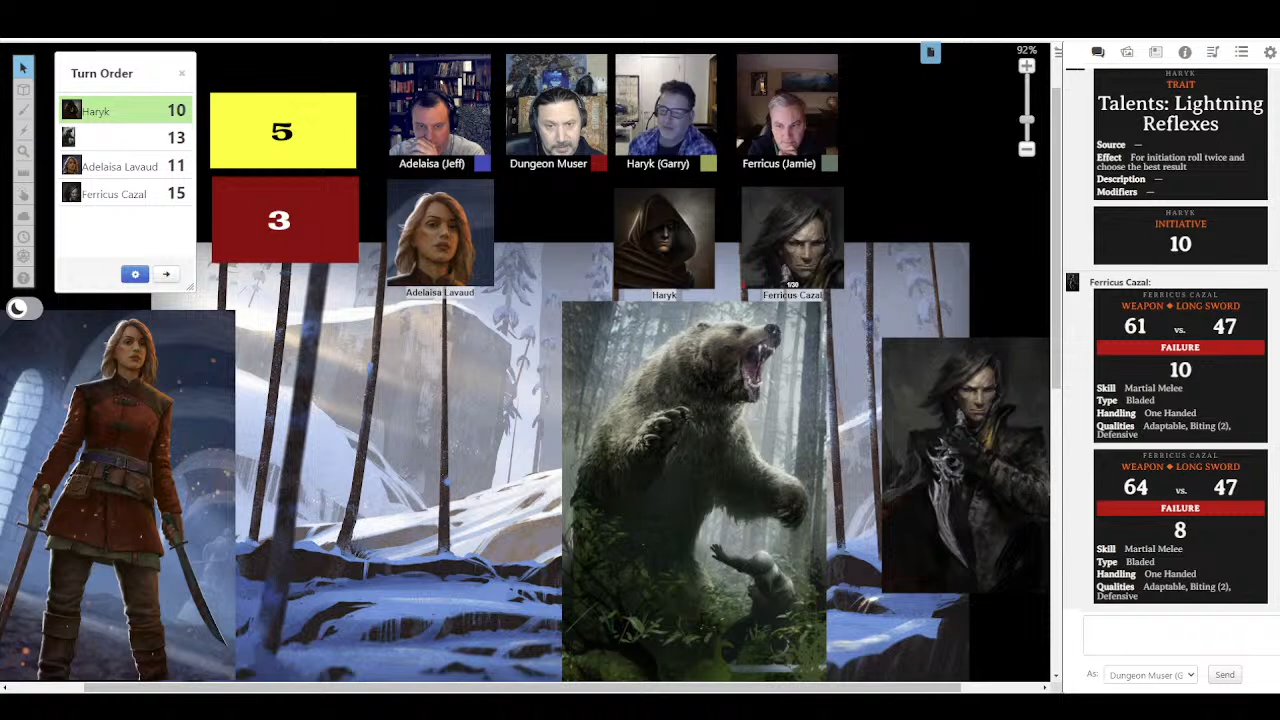 Turn Order ×
Haryk 10
13
Adelaisa Lavaud 11
Ferricus Cazal 15
5
3
Adelaisa (Jeff)
Dungeon Muser
Haryk (Garry)
Ferricus (Jamie)
Adelaisa Lavaud
Haryk
1/30
Ferricus Cazal
92%
HARYK
TRAIT
Talents: Lightning
Reflexes
Source —
Effect For initiation roll twice and
choose the best result
Description —
Modifiers —
HARYK
INITIATIVE
10
Ferricus Cazal:
FERRICUS CAZAL
WEAPON ◆ LONG SWORD
61 vs. 47
FAILURE
10
Skill Martial Melee
Type Bladed
Handling One Handed
Qualities Adaptable, Biting (2),
Defensive
FERRICUS CAZAL
WEAPON ◆ LONG SWORD
64 vs. 47
FAILURE
8
Skill Martial Melee
Type Bladed
Handling One Handed
Qualities Adaptable, Biting (2),
Defensive
As: Dungeon Muser (G
Send